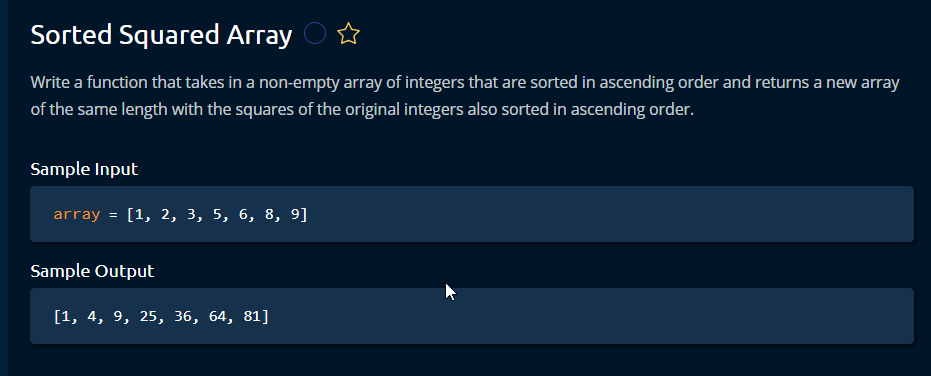 Sorted Squared Array
Write a function that takes in a non-empty array of integers that are sorted in ascending order and returns a new array
of the same length with the squares of the original integers also sorted in ascending order.
Sample Input
array = [1, 2, 3, 5, 6, 8, 9]
Sample Output
[1, 4, 9, 25, 36, 64, 81]